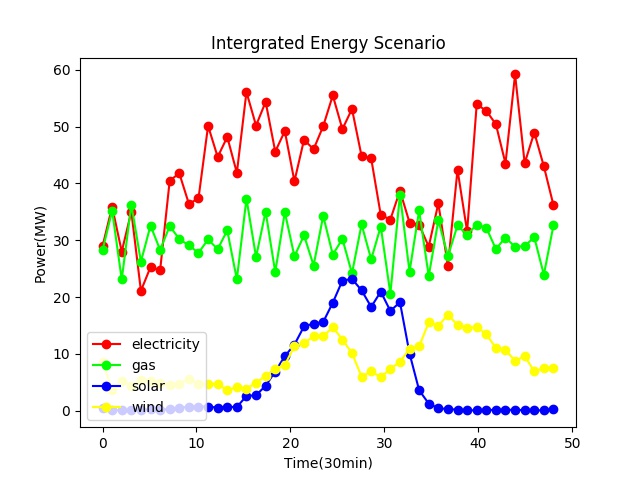 Intergrated Energy Scenario
Power(MW)
60
50
40
30
20
10
0
electricity
gas
solar
wind
0 10 20 30 40 50
Time(30min)